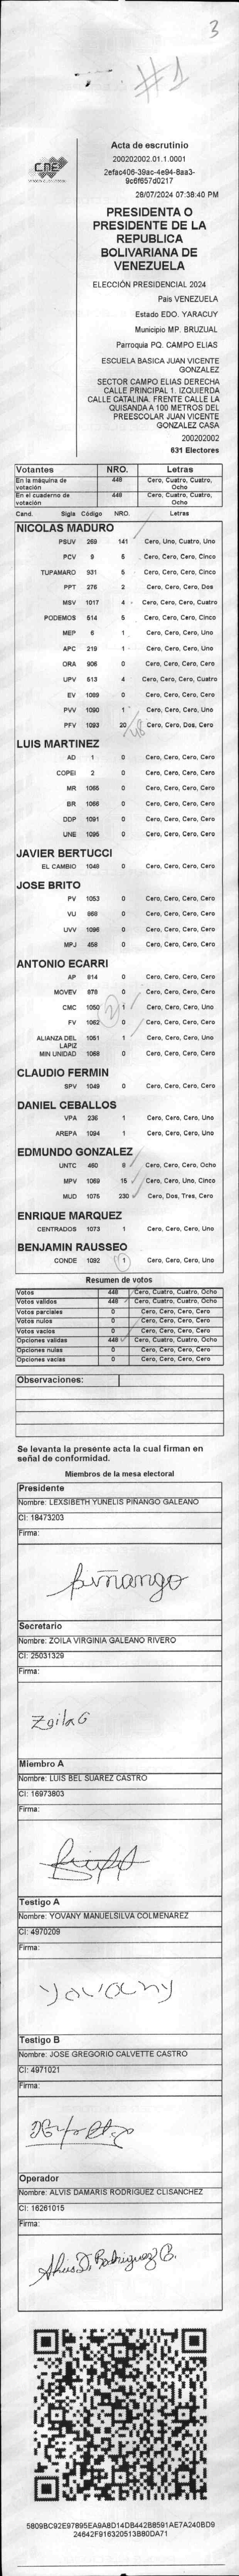 3
#1
CNE
Acta de escrutinio
200202002.01.1.0001
2efac406-39ac-4e94-8aa3-
9c6f657d0217
28/07/2024 07:38:40 PM
PRESIDENTA O
PRESIDENTE DE LA
REPUBLICA
BOLIVARIANA DE
VENEZUELA
ELECCIÓN PRESIDENCIAL 2024
Pais VENEZUELA
Estado EDO. YARACUY
Municipio MP. BRUZUAL
Parroquia PQ. CAMPO ELIAS
ESCUELA BASICA JUAN VICENTE
GONZALEZ
SECTOR CAMPO ELIAS DERECHA
CALLE PRINCIPAL 1. IZQUIERDA
CALLE CATALINA. FRENTE CALLE LA
QUISANDA A 100 METROS DEL
PREESCOLAR JUAN VICENTE
GONZALEZ CASA
200202002
631 Electores
Votantes NRO. Letras
En la máquina de votación 448 Cero, Cuatro, Cuatro, Ocho
En el cuaderno de votación 448 Cero, Cuatro, Cuatro, Ocho
Cand. Sigla Código NRO. Letras
NICOLAS MADURO
PSUV 269 141 Cero, Uno, Cuatro, Uno
PCV 9 5 Cero, Cero, Cero, Cinco
TUPAMARO 931 5 Cero, Cero, Cero, Cinco
PPT 276 2 Cero, Cero, Cero, Dos
MSV 1017 4 Cero, Cero, Cero, Cuatro
PODEMOS 514 5 Cero, Cero, Cero, Cinco
MEP 6 1 Cero, Cero, Cero, Uno
APC 219 1 Cero, Cero, Cero, Uno
ORA 906 0 Cero, Cero, Cero, Cero
UPV 513 4 Cero, Cero, Cero, Cuatro
EV 1089 0 Cero, Cero, Cero, Cero
PVV 1090 1 Cero, Cero, Cero, Uno
PFV 1093 20 Cero, Cero, Dos, Cero
LUIS MARTINEZ
AD 1 0 Cero, Cero, Cero, Cero
COPEI 2 0 Cero, Cero, Cero, Cero
MR 1065 0 Cero, Cero, Cero, Cero
BR 1066 0 Cero, Cero, Cero, Cero
DDP 1091 0 Cero, Cero, Cero, Cero
UNE 1095 0 Cero, Cero, Cero, Cero
JAVIER BERTUCCI
EL CAMBIO 1048 0 Cero, Cero, Cero, Cero
JOSE BRITO
PV 1053 0 Cero, Cero, Cero, Cero
VU 868 0 Cero, Cero, Cero, Cero
UVV 1096 0 Cero, Cero, Cero, Cero
MPJ 458 0 Cero, Cero, Cero, Cero
ANTONIO ECARRI
AP 814 0 Cero, Cero, Cero, Cero
MOVEV 878 0 Cero, Cero, Cero, Cero
CMC 1050 1 Cero, Cero, Cero, Uno
FV 1062 0 Cero, Cero, Cero, Cero
ALIANZA DEL LAPIZ 1051 1 Cero, Cero, Cero, Uno
MIN UNIDAD 1068 0 Cero, Cero, Cero, Cero
CLAUDIO FERMIN
SPV 1049 0 Cero, Cero, Cero, Cero
DANIEL CEBALLOS
VPA 236 1 Cero, Cero, Cero, Uno
AREPA 1094 1 Cero, Cero, Cero, Uno
EDMUNDO GONZALEZ
UNTC 460 8 Cero, Cero, Cero, Ocho
MPV 1069 15 Cero, Cero, Uno, Cinco
MUD 1075 230 Cero, Dos, Tres, Cero
ENRIQUE MARQUEZ
CENTRADOS 1073 1 Cero, Cero, Cero, Uno
BENJAMIN RAUSSEO
CONDE 1082 1 Cero, Cero, Cero, Uno
Resumen de votos
Votos 448 Cero, Cuatro, Cuatro, Ocho
Votos validos 448 Cero, Cuatro, Cuatro, Ocho
Votos parciales 0 Cero, Cero, Cero, Cero
Votos nulos 0 Cero, Cero, Cero, Cero
Votos vacios 0 Cero, Cero, Cero, Cero
Opciones validas 448 Cero, Cuatro, Cuatro, Ocho
Opciones nulas 0 Cero, Cero, Cero, Cero
Opciones vacias 0 Cero, Cero, Cero, Cero
Observaciones:
Se levanta la presente acta la cual firman en
señal de conformidad.
Miembros de la mesa electoral
Presidente
Nombre: LEXSIBETH YUNELIS PIÑANGO GALEANO
CI: 18473203
Firma:
piñango
Secretario
Nombre: ZOILA VIRGINIA GALEANO RIVERO
CI: 25031329
Firma:
Zoila G
Miembro A
Nombre: LUIS BEL SUAREZ CASTRO
CI: 16973803
Firma:
Testigo A
Nombre: YOVANY MANUELSILVA COLMENAREZ
CI: 4970209
Firma:
Yovany
Testigo B
Nombre: JOSE GREGORIO CALVETTE CASTRO
CI: 4971021
Firma:
Operador
Nombre: ALVIS DAMARIS RODRIGUEZ CLISANCHEZ
CI: 16261015
Firma:
Alvis D. Rodriguez C.
5809BC92E97895EA9A8D14DB442B8591AE7A240BD9
24642F916320513B80DA71